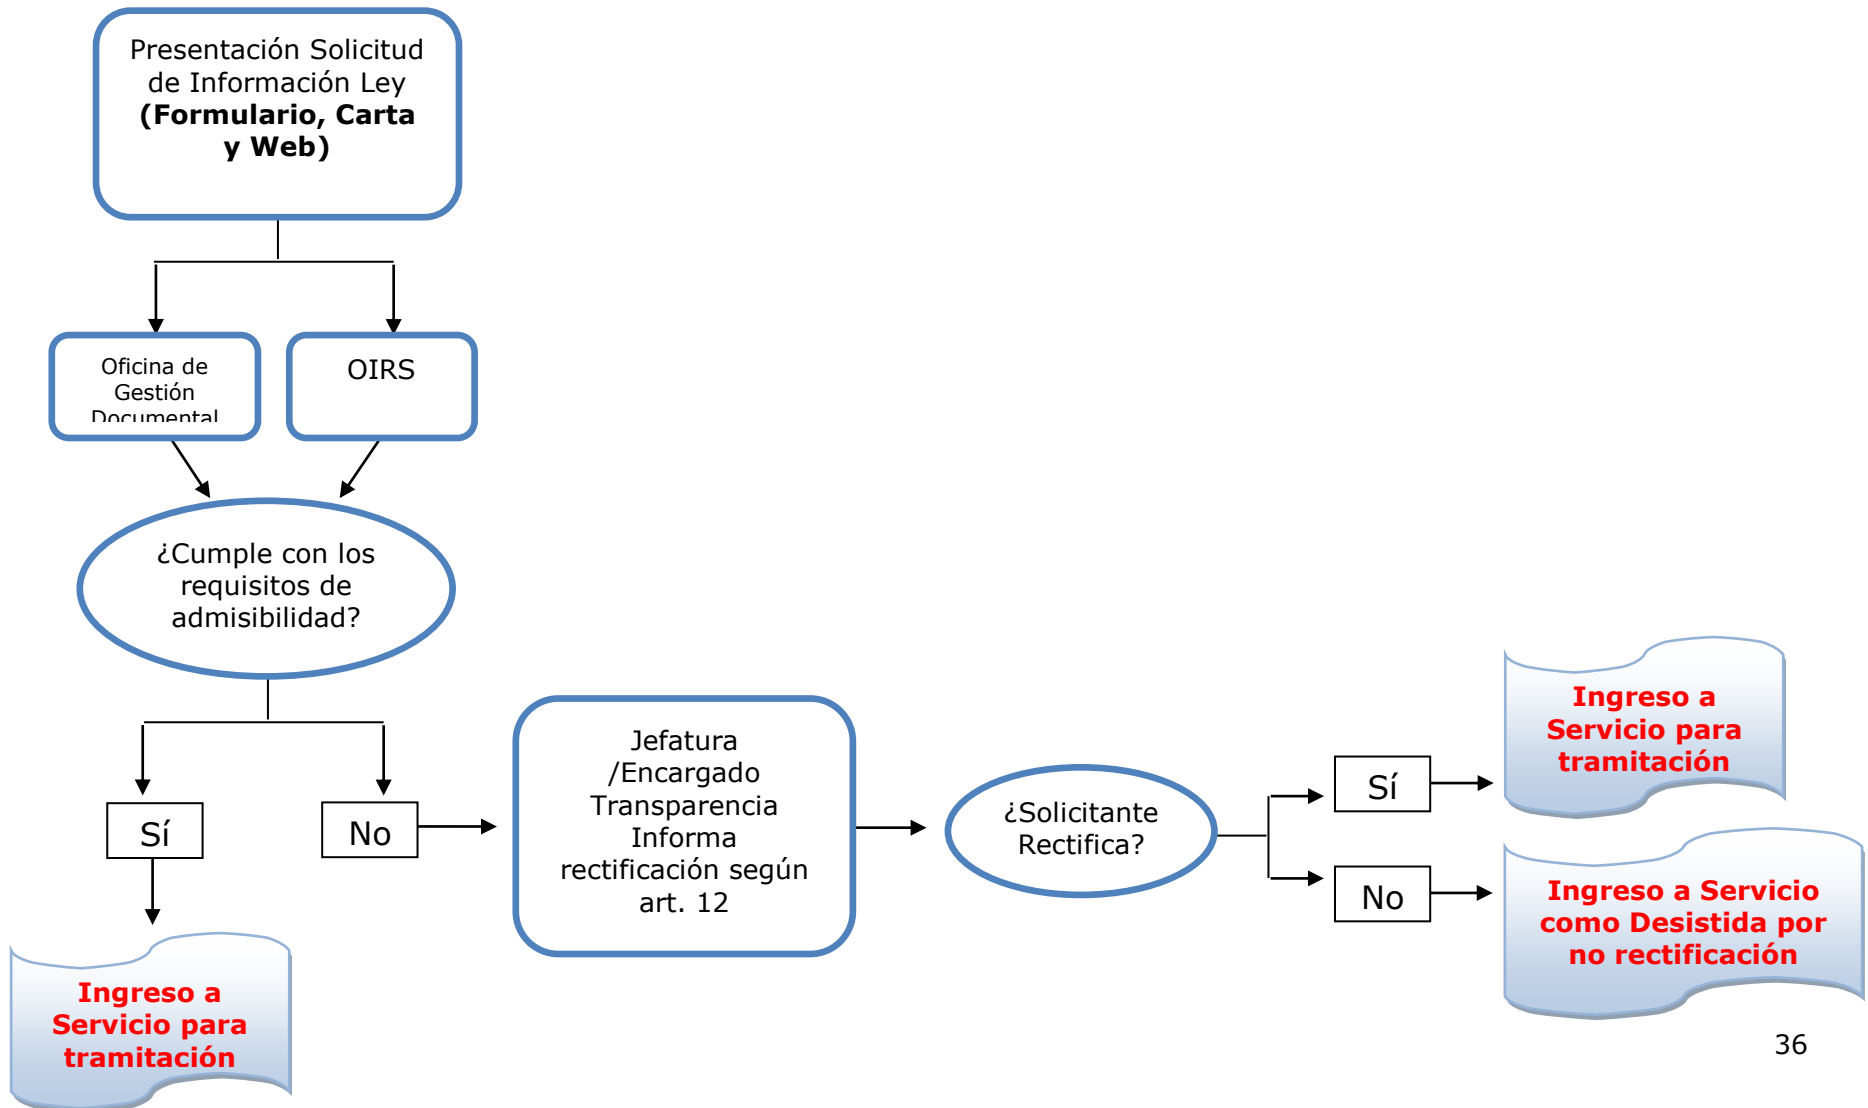 Presentación Solicitud
de Información Ley
(Formulario, Carta
y Web)
Oficina de
Gestión
Documental
OIRS
¿Cumple con los
requisitos de
admisibilidad?
Sí
No
Ingreso a
Servicio para
tramitación
Jefatura
/Encargado
Transparencia
Informa
rectificación según
art. 12
¿Solicitante
Rectifica?
Sí
Ingreso a
Servicio para
tramitación
No
Ingreso a Servicio
como Desistida por
no rectificación
36